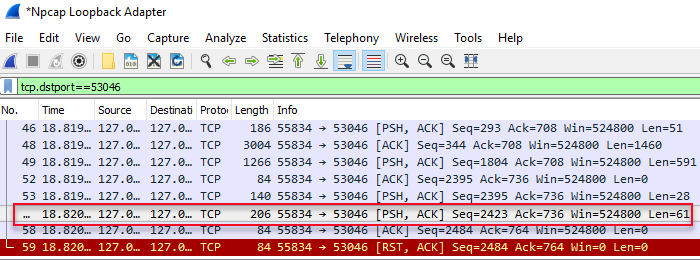 *Npcap Loopback Adapter
File Edit View Go Capture Analyze Statistics Telephony Wireless Tools Help
tcp.dstport==53046
No. Time Source Destinati Protoc Length Info
46 18.819… 127.0… 127.0… TCP 186 55834 → 53046 [PSH, ACK] Seq=293 Ack=708 Win=524800 Len=51
48 18.819… 127.0… 127.0… TCP 3004 55834 → 53046 [ACK] Seq=344 Ack=708 Win=524800 Len=1460
49 18.819… 127.0… 127.0… TCP 1266 55834 → 53046 [PSH, ACK] Seq=1804 Ack=708 Win=524800 Len=591
52 18.819… 127.0… 127.0… TCP 84 55834 → 53046 [ACK] Seq=2395 Ack=736 Win=524800 Len=0
53 18.819… 127.0… 127.0… TCP 140 55834 → 53046 [PSH, ACK] Seq=2395 Ack=736 Win=524800 Len=28
… 18.820… 127.0… 127.0… TCP 206 55834 → 53046 [PSH, ACK] Seq=2423 Ack=736 Win=524800 Len=61
58 18.820… 127.0… 127.0… TCP 84 55834 → 53046 [ACK] Seq=2484 Ack=764 Win=524800 Len=0
59 18.820… 127.0… 127.0… TCP 84 55834 → 53046 [RST, ACK] Seq=2484 Ack=764 Win=0 Len=0